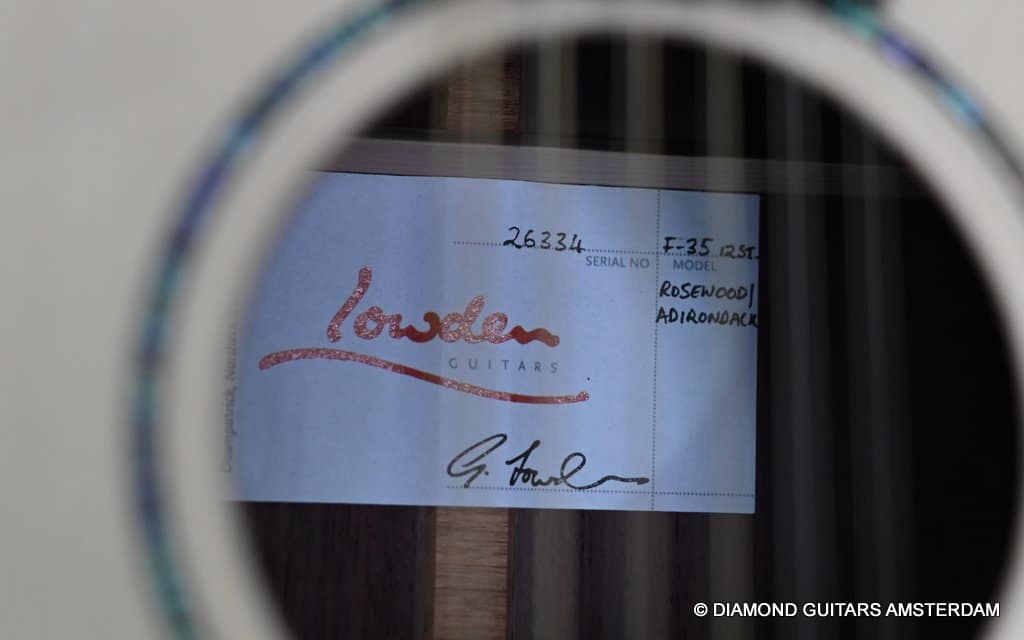 26334
SERIAL NO
F-35 12ST.
MODEL
ROSEWOOD/
ADIRONDACK
lowden
GUITARS
G. Lowden
© DIAMOND GUITARS AMSTERDAM